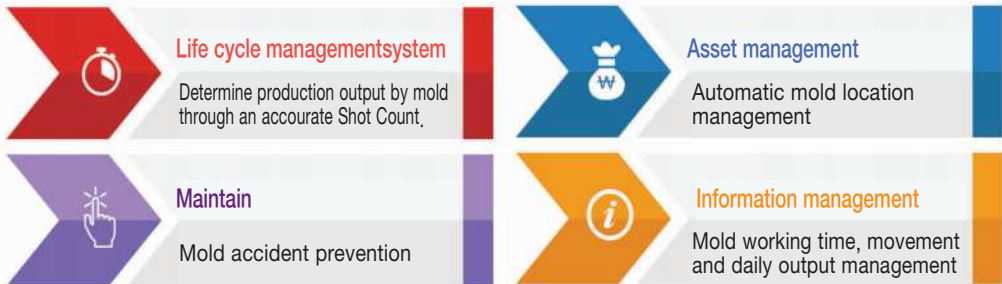 Life cycle managementsystem
Determine production output by mold
through an accourate Shot Count.
Asset management
Automatic mold location
management
Maintain
Mold accident prevention
Information management
Mold working time, movement
and daily output management